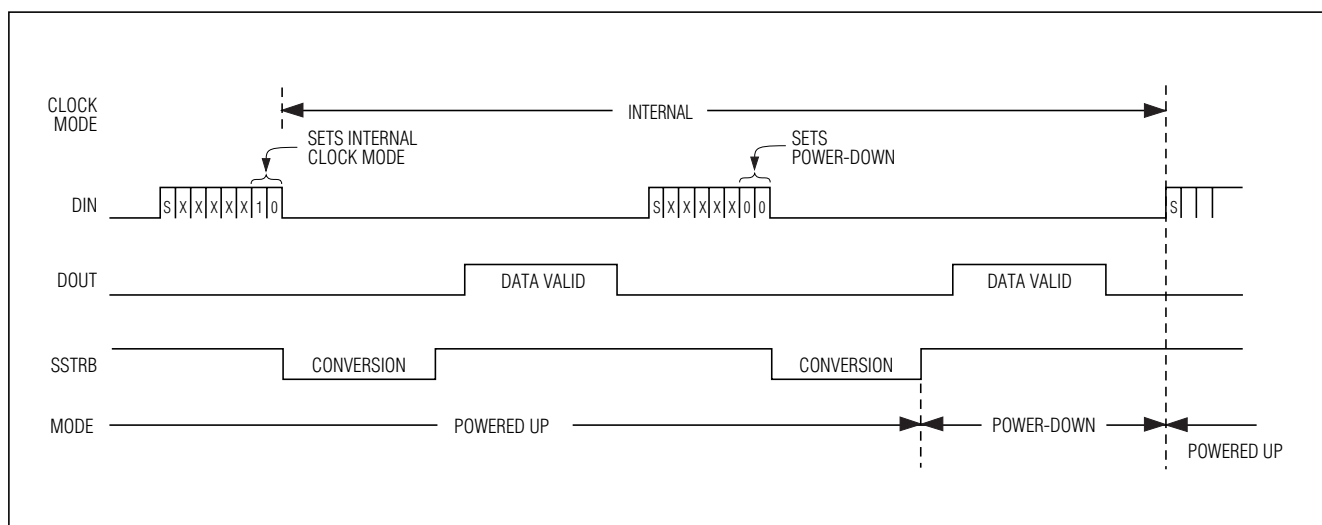 CLOCK
MODE
INTERNAL
SETS INTERNAL
CLOCK MODE
SETS
POWER-DOWN
DIN
S X X X X X 1 0
S X X X X X 0 0
S
DOUT
DATA VALID
DATA VALID
SSTRB
CONVERSION
CONVERSION
MODE
POWERED UP
POWER-DOWN
POWERED UP